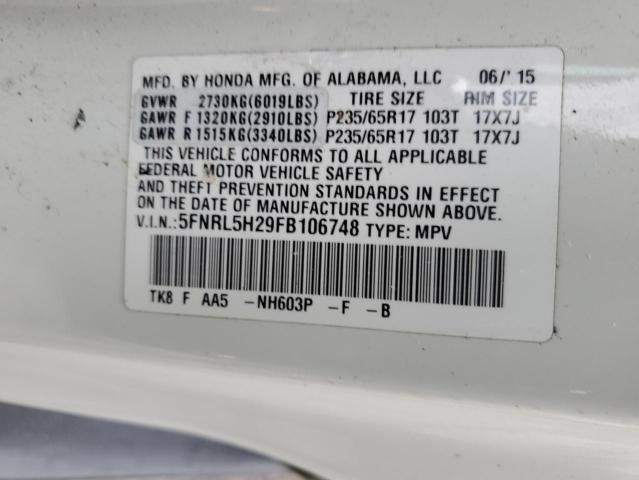 MFD. BY HONDA MFG. OF ALABAMA, LLC 06/'15
GVWR 2730KG(6019LBS) TIRE SIZE RIM SIZE
GAWR F 1320KG(2910LBS) P235/65R17 103T 17X7J
GAWR R 1515KG(3340LBS) P235/65R17 103T 17X7J
THIS VEHICLE CONFORMS TO ALL APPLICABLE
FEDERAL MOTOR VEHICLE SAFETY
AND THEFT PREVENTION STANDARDS IN EFFECT
ON THE DATE OF MANUFACTURE SHOWN ABOVE.
V.I.N.:5FNRL5H29FB106748 TYPE: MPV
TK8 F AA5 -NH603P -F -B